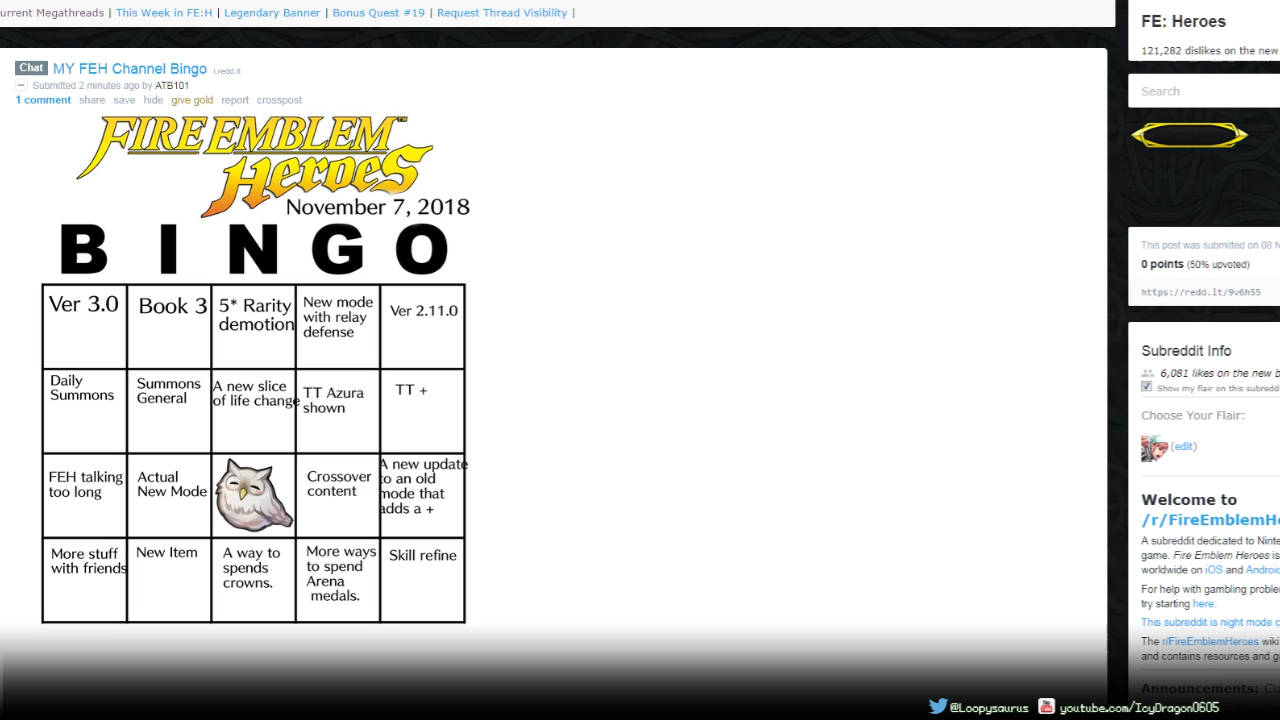 urrent Megathreads | This Week in FE:H | Legendary Banner | Bonus Quest #19 | Request Thread Visibility |
Chat MY FEH Channel Bingo i.redd.it
Submitted 2 minutes ago by ATB101
1 comment share save hide give gold report crosspost
FIRE EMBLEM™
Heroes
November 7, 2018
B I N G O
Ver 3.0
Book 3
5* Rarity
demotion
New mode
with relay
defense
Ver 2.11.0
Daily
Summons
Summons
General
A new slice
of life change
TT Azura
shown
TT +
FEH talking
too long
Actual
New Mode
Crossover
content
A new update
to an old
mode that
adds a +
More stuff
with friends
New Item
A way to
spends
crowns.
More ways
to spend
Arena
medals.
Skill refine
FE: Heroes
121,282 dislikes on the new
Search
This post was submitted on 08 N
0 points (50% upvoted)
https://redd.it/9v6h55
Subreddit Info
6,081 likes on the new b
Show my flair on this subreddi
Choose Your Flair:
(edit)
Welcome to
/r/FireEmblemHe
A subreddit dedicated to Ninte
game. Fire Emblem Heroes is
worldwide on iOS and Android
For help with gambling proble
try starting here.
This subreddit is night mode c
The r/FireEmblemHeroes wiki
and contains resources and gu
Announcements: Cu
@Loopysaurus youtube.com/IcyDragon0605